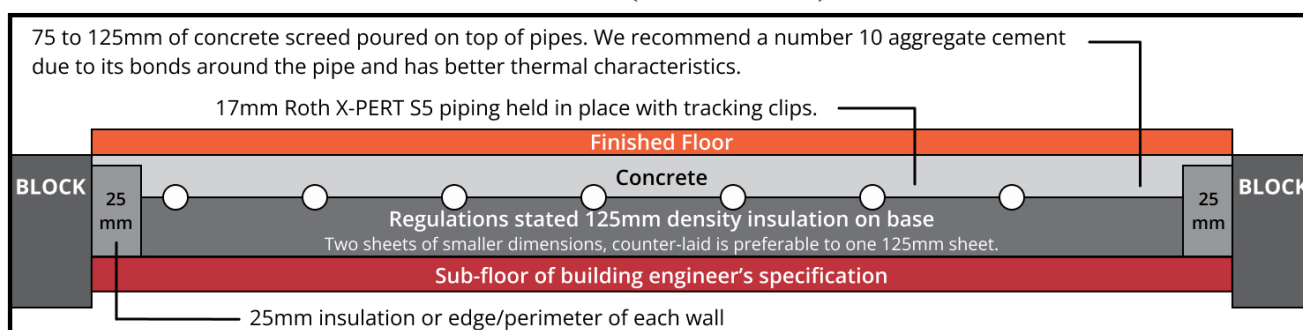 75 to 125mm of concrete screed poured on top of pipes. We recommend a number 10 aggregate cement
due to its bonds around the pipe and has better thermal characteristics.
17mm Roth X-PERT S5 piping held in place with tracking clips.
Finished Floor
BLOCK
25
mm
Concrete
25
mm
BLOCK
Regulations stated 125mm density insulation on base
Two sheets of smaller dimensions, counter-laid is preferable to one 125mm sheet.
Sub-floor of building engineer's specification
25mm insulation or edge/perimeter of each wall